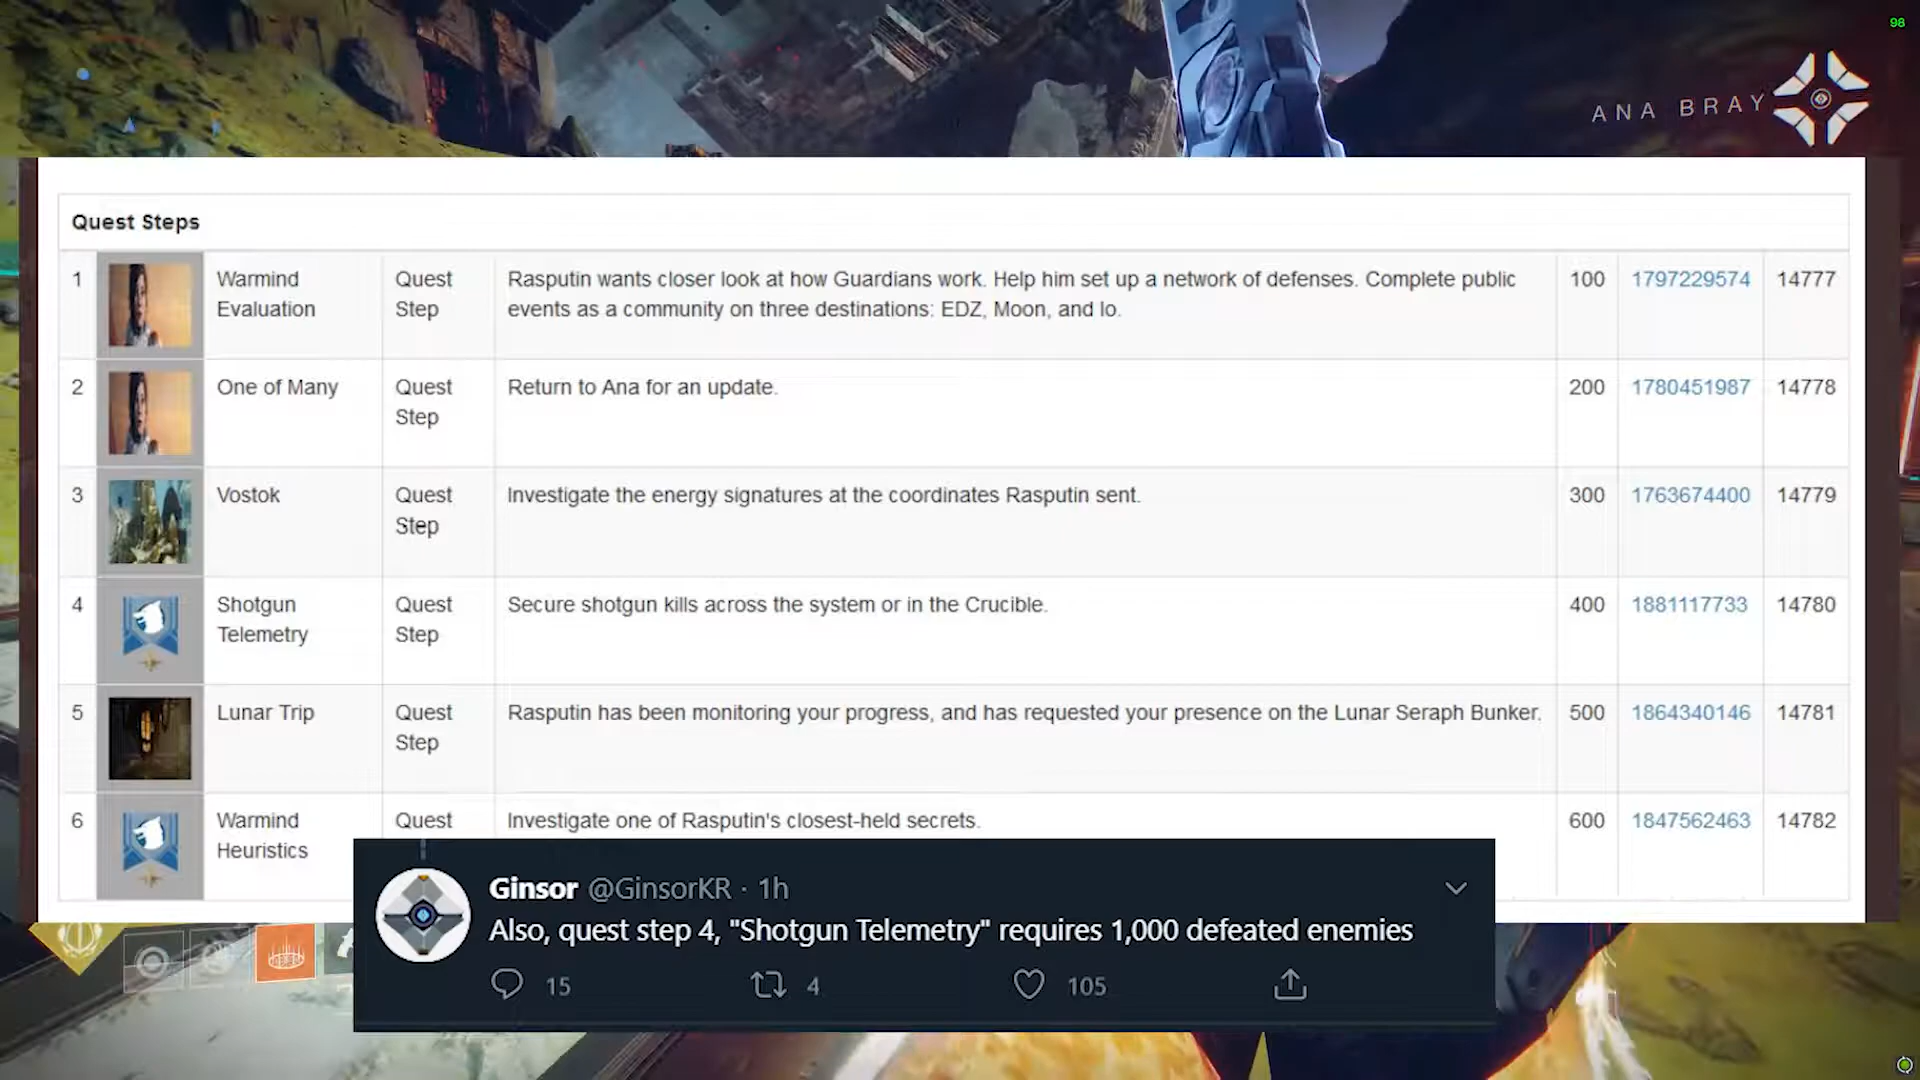 98
ANA BRAY
Quest Steps
1 Warmind Quest Rasputin wants closer look at how Guardians work. Help him set up a network of defenses. Complete public 100 1797229574 14777
Evaluation Step events as a community on three destinations: EDZ, Moon, and Io.
2 One of Many Quest Return to Ana for an update. 200 1780451987 14778
Step
3 Vostok Quest Investigate the energy signatures at the coordinates Rasputin sent. 300 1763674400 14779
Step
4 Shotgun Quest Secure shotgun kills across the system or in the Crucible. 400 1881117733 14780
Telemetry Step
5 Lunar Trip Quest Rasputin has been monitoring your progress, and has requested your presence on the Lunar Seraph Bunker. 500 1864340146 14781
Step
6 Warmind Quest Investigate one of Rasputin's closest-held secrets. 600 1847562463 14782
Heuristics
Ginsor @GinsorKR · 1h
Also, quest step 4, "Shotgun Telemetry" requires 1,000 defeated enemies
15 4 105